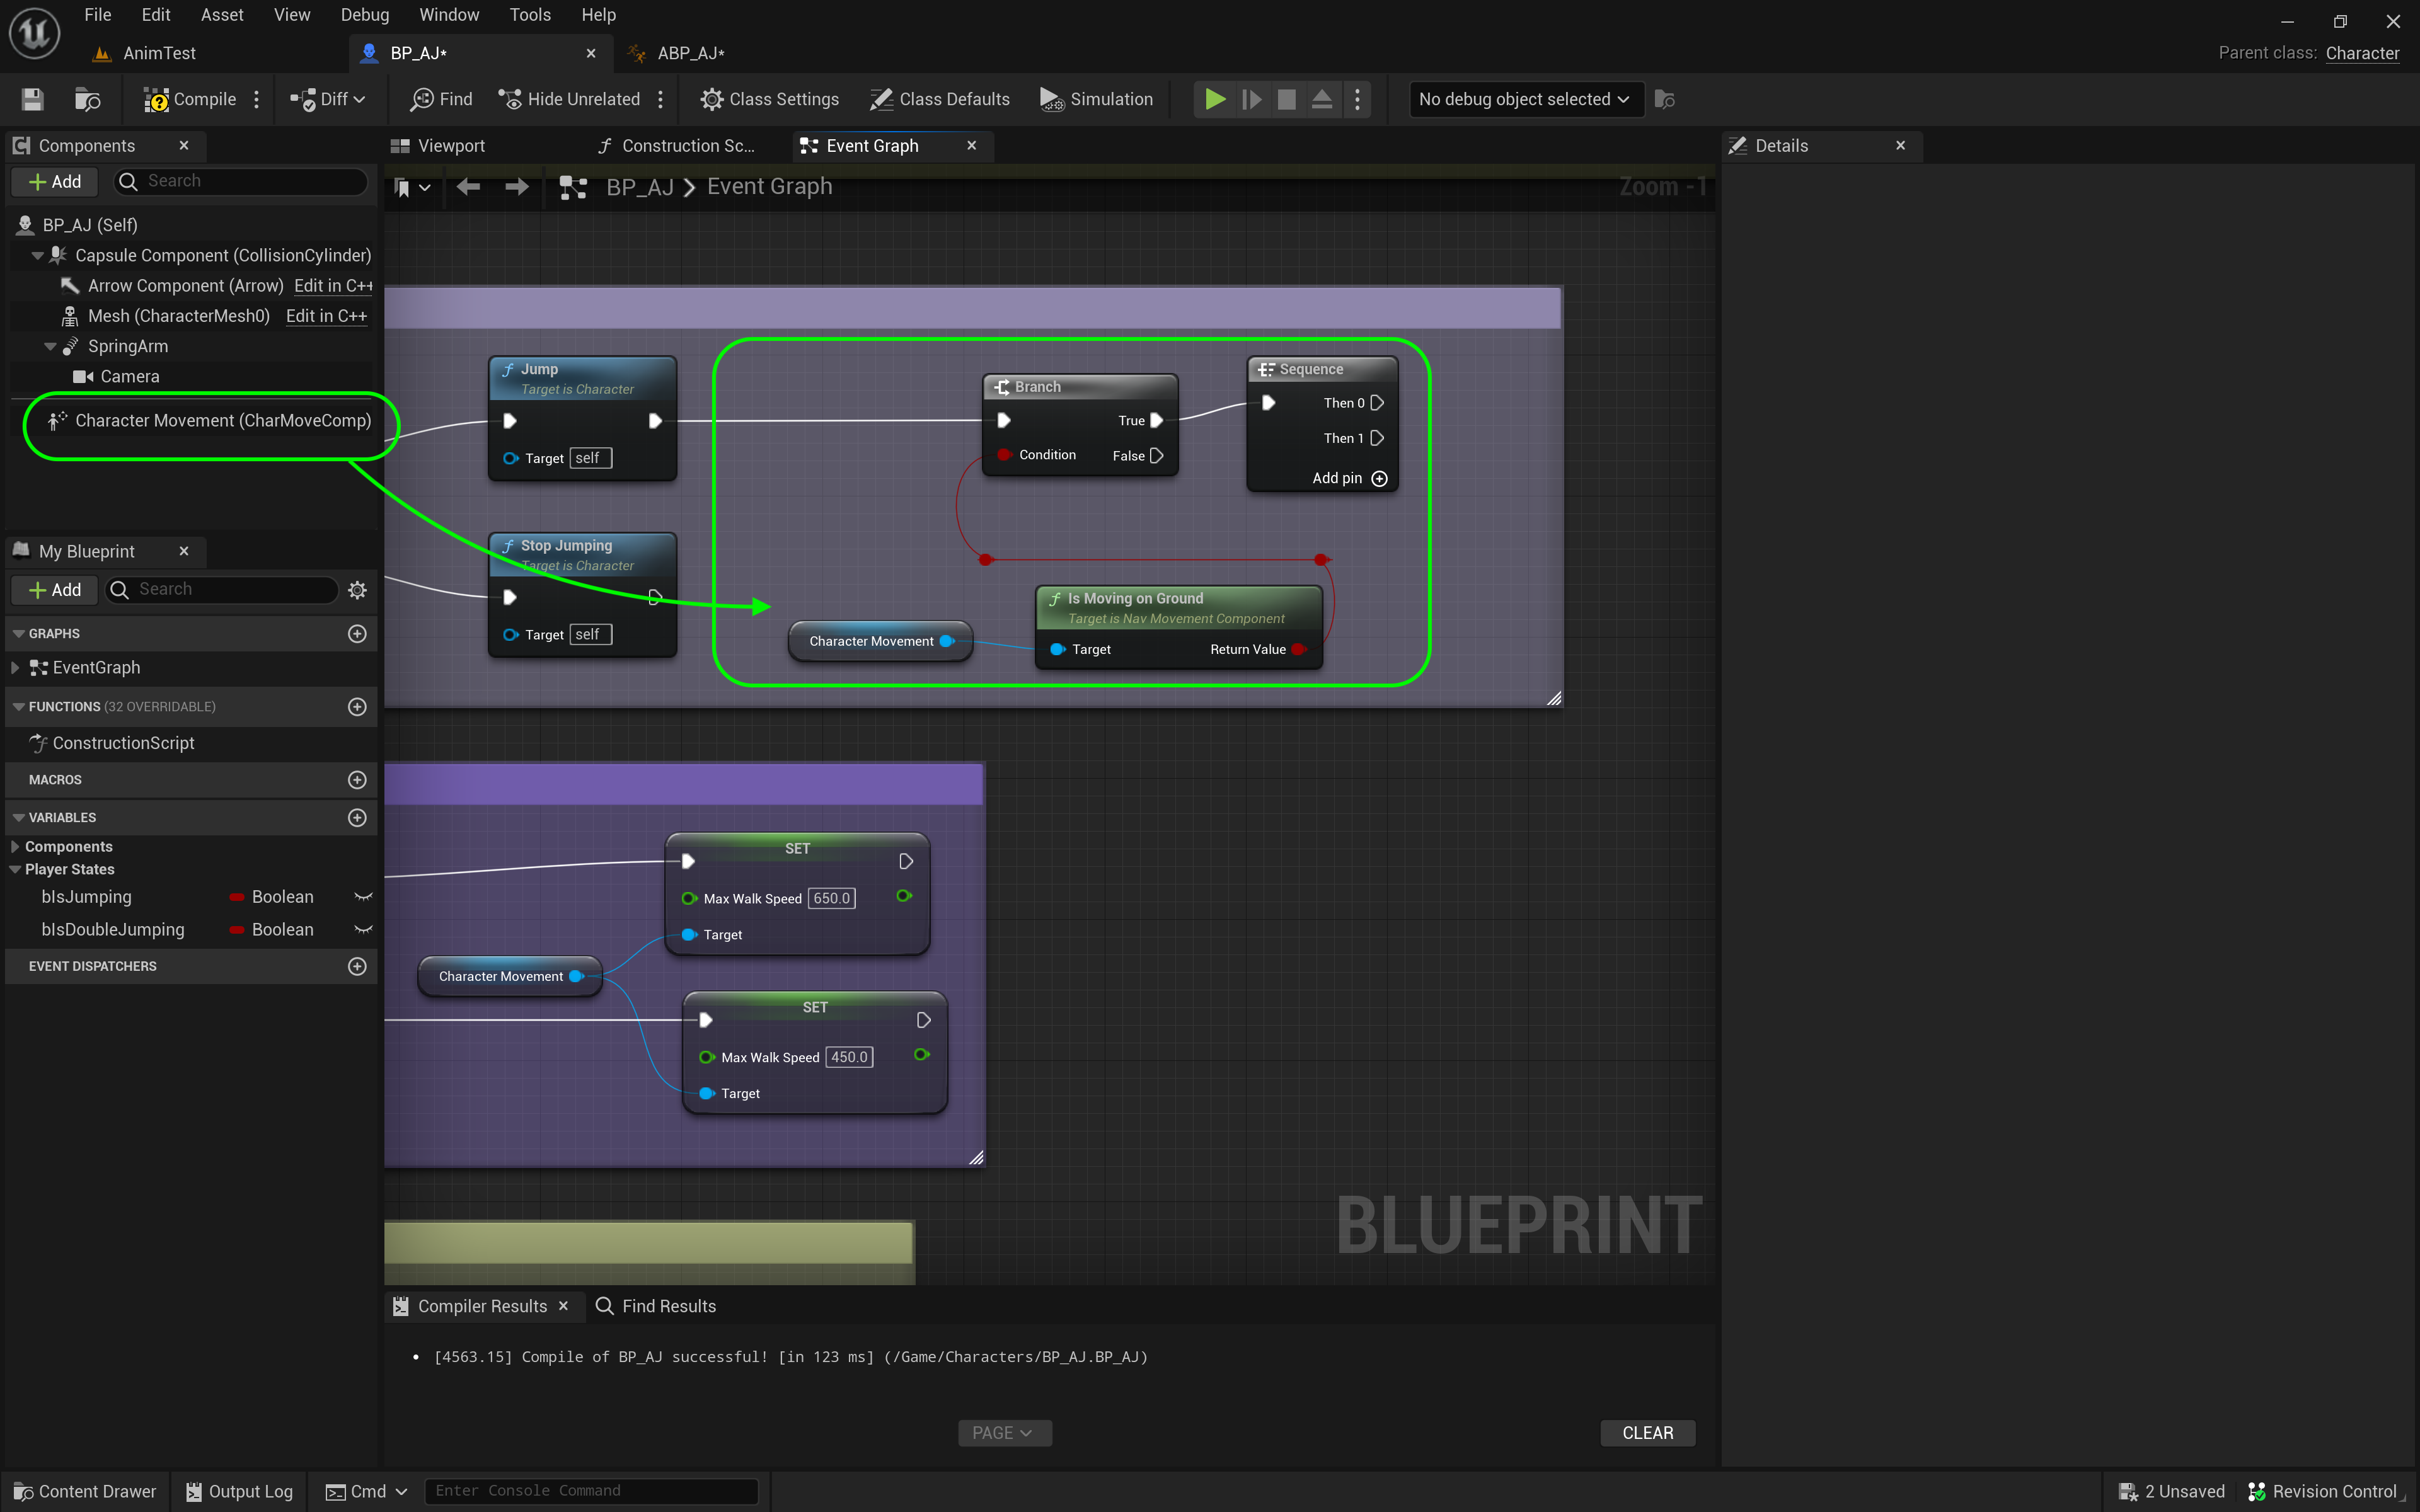 File Edit Asset View Debug Window Tools Help
AnimTest
BP_AJ*
ABP_AJ*
Parent class: Character
Compile
Diff
Find
Hide Unrelated
Class Settings
Class Defaults
Simulation
No debug object selected
Components
Add
Search
BP_AJ (Self)
Capsule Component (CollisionCylinder)
Arrow Component (Arrow) Edit in C++
Mesh (CharacterMesh0) Edit in C++
SpringArm
Camera
Character Movement (CharMoveComp)
My Blueprint
Add
Search
GRAPHS
EventGraph
FUNCTIONS (32 OVERRIDABLE)
ConstructionScript
MACROS
VARIABLES
Components
Player States
bIsJumping Boolean
bIsDoubleJumping Boolean
EVENT DISPATCHERS
Viewport
Construction Sc...
Event Graph
BP_AJ > Event Graph
Zoom -1
Jump
Target is Character
Target self
Stop Jumping
Target is Character
Target self
Branch
True
Condition False
Sequence
Then 0
Then 1
Add pin
Character Movement
Is Moving on Ground
Target is Nav Movement Component
Target Return Value
SET
Max Walk Speed 650.0
Target
Character Movement
SET
Max Walk Speed 450.0
Target
BLUEPRINT
Compiler Results
Find Results
• [4563.15] Compile of BP_AJ successful! [in 123 ms] (/Game/Characters/BP_AJ.BP_AJ)
PAGE
CLEAR
Details
Content Drawer
Output Log
Cmd
Enter Console Command
2 Unsaved
Revision Control